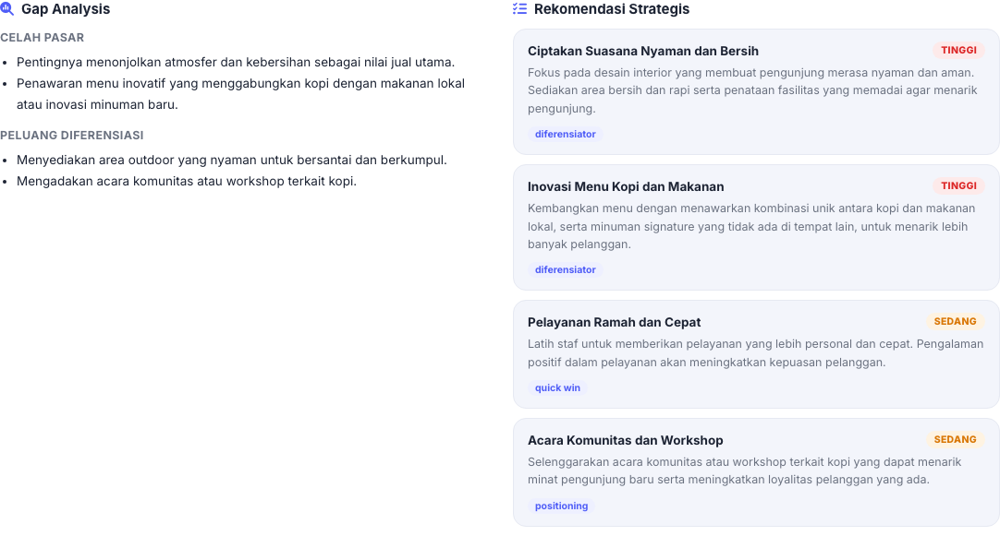 Gap Analysis
CELAH PASAR
• Pentingnya menonjolkan atmosfer dan kebersihan sebagai nilai jual utama.
• Penawaran menu inovatif yang menggabungkan kopi dengan makanan lokal
atau inovasi minuman baru.
PELUANG DIFERENSIASI
• Menyediakan area outdoor yang nyaman untuk bersantai dan berkumpul.
• Mengadakan acara komunitas atau workshop terkait kopi.
Rekomendasi Strategis
Ciptakan Suasana Nyaman dan Bersih TINGGI
Fokus pada desain interior yang membuat pengunjung merasa nyaman dan aman.
Sediakan area bersih dan rapi serta penataan fasilitas yang memadai agar menarik
pengunjung.
diferensiator
Inovasi Menu Kopi dan Makanan TINGGI
Kembangkan menu dengan menawarkan kombinasi unik antara kopi dan makanan
lokal, serta minuman signature yang tidak ada di tempat lain, untuk menarik lebih
banyak pelanggan.
diferensiator
Pelayanan Ramah dan Cepat SEDANG
Latih staf untuk memberikan pelayanan yang lebih personal dan cepat. Pengalaman
positif dalam pelayanan akan meningkatkan kepuasan pelanggan.
quick win
Acara Komunitas dan Workshop SEDANG
Selenggarakan acara komunitas atau workshop terkait kopi yang dapat menarik
minat pengunjung baru serta meningkatkan loyalitas pelanggan yang ada.
positioning